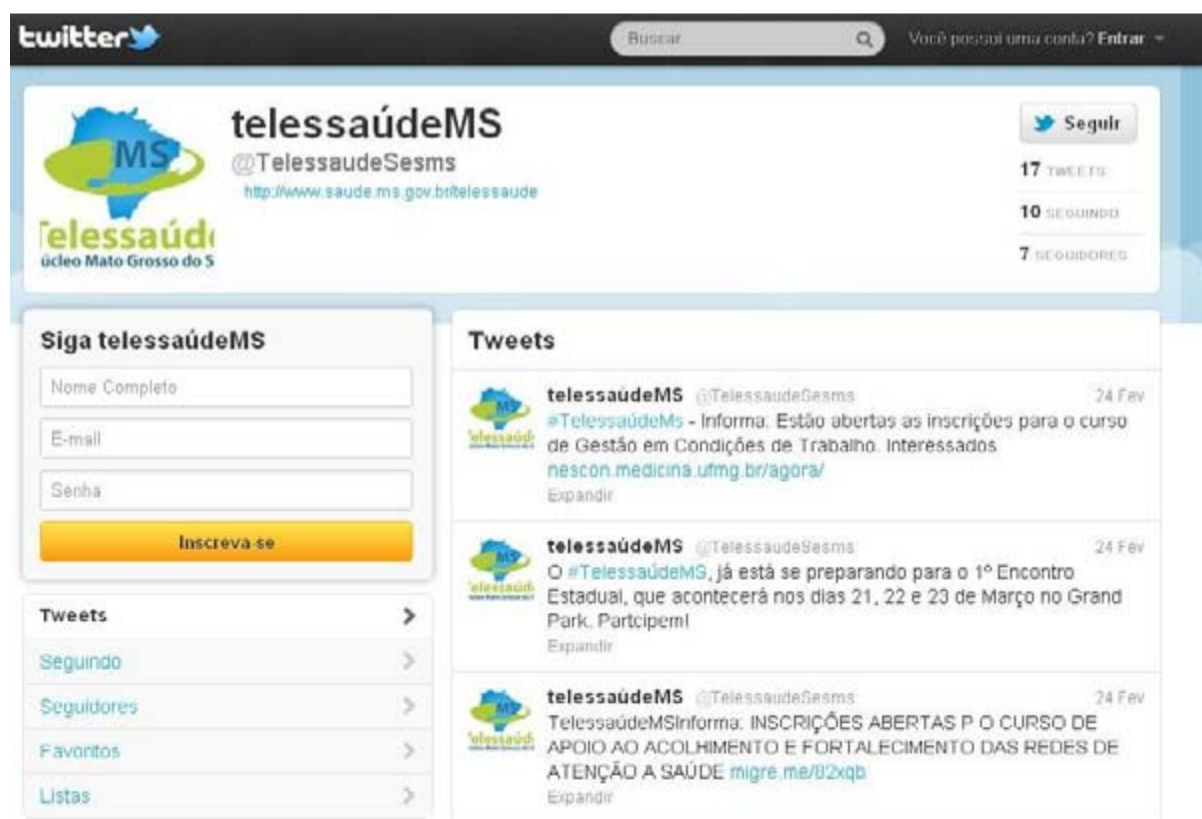 twitter
Buscar
Você possui uma conta? Entrar
MS
Telessaúde
úcleo Mato Grosso do S
telessaúdeMS
@TelessaudeSesms
http://www.saude.ms.gov.br/telessaude
Seguir
17 TWEETS
10 SEGUINDO
7 SEGUIDORES
Siga telessaúdeMS
Nome Completo
E-mail
Senha
Inscreva-se
Tweets
Seguindo
Seguidores
Favoritos
Listas
Tweets
telessaúdeMS @TelessaudeSesms 24 Fev
#TelessaúdeMs - Informa: Estão abertas as inscrições para o curso
de Gestão em Condições de Trabalho. Interessados
nescon.medicina.ufmg.br/agora/
Expandir
telessaúdeMS @TelessaudeSesms 24 Fev
O #TelessaúdeMS, já está se preparando para o 1º Encontro
Estadual, que acontecerá nos dias 21, 22 e 23 de Março no Grand
Park. Partcipem!
Expandir
telessaúdeMS @TelessaudeSesms 24 Fev
TelessaúdeMSInforma: INSCRIÇÕES ABERTAS P O CURSO DE
APOIO AO ACOLHIMENTO E FORTALECIMENTO DAS REDES DE
ATENÇÃO A SAÚDE migre.me/82xqb
Expandir